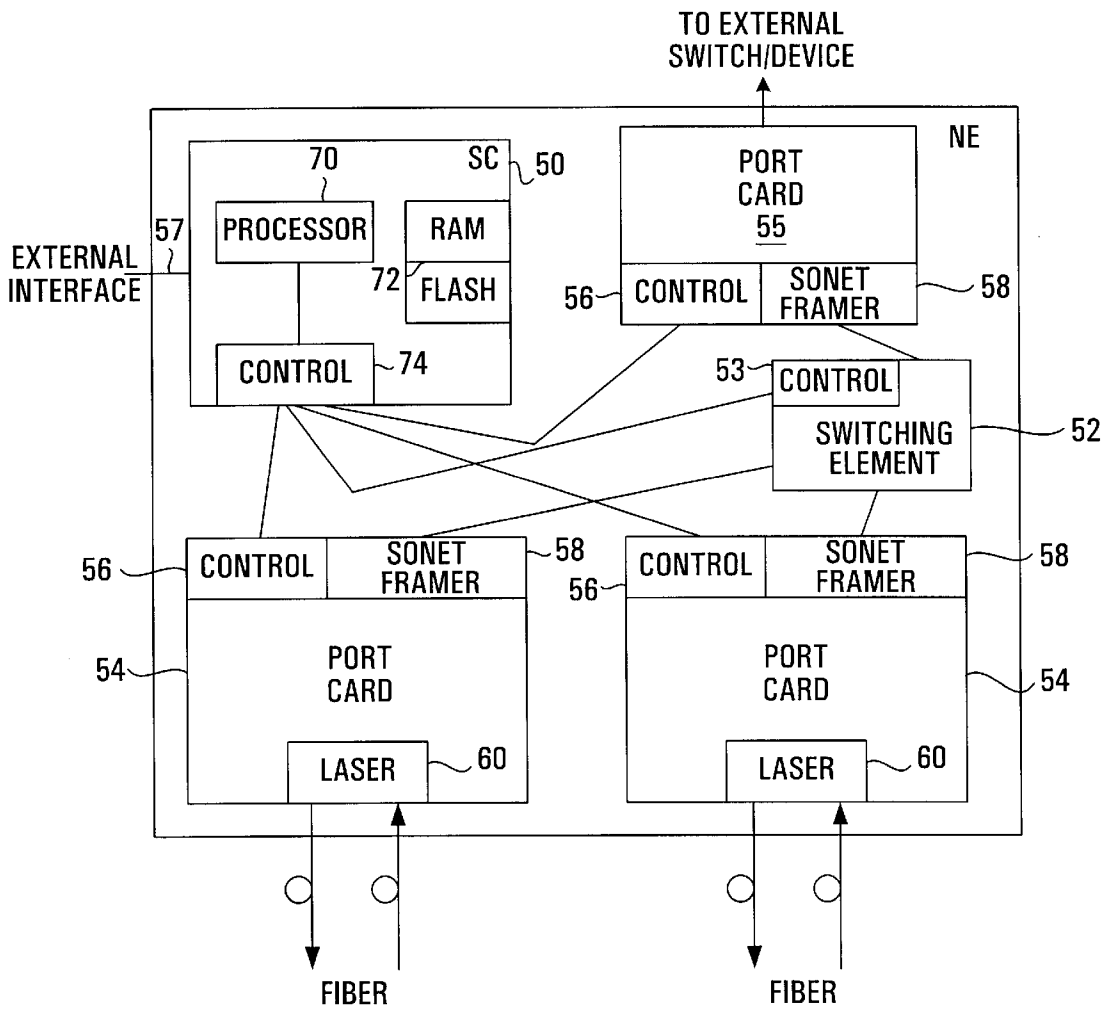 TO EXTERNAL
SWITCH/DEVICE
NE
SC
50
70
PROCESSOR
RAM
72
FLASH
CONTROL
74
57
EXTERNAL
INTERFACE
PORT
CARD
55
56
CONTROL
SONET
FRAMER
58
53
CONTROL
SWITCHING
ELEMENT
52
56
CONTROL
SONET
FRAMER
58
54
PORT
CARD
LASER
60
FIBER
56
CONTROL
SONET
FRAMER
58
PORT
CARD
54
LASER
60
FIBER